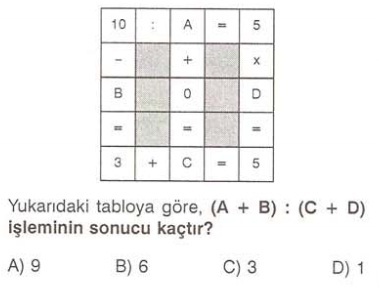 10 : A = 5
- + x
B 0 D
= = =
3 + C = 5
Yukarıdaki tabloya göre, (A + B) : (C + D)
işleminin sonucu kaçtır?
A) 9 B) 6 C) 3 D) 1